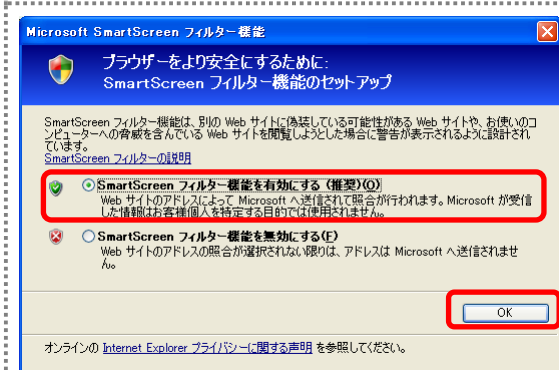 Microsoft SmartScreen フィルター機能
ブラウザーをより安全にするために:
SmartScreen フィルター機能のセットアップ
SmartScreen フィルター機能は、別の Web サイトに偽装している可能性がある Web サイトや、お使いのコ
ンピューターへの脅威を含んでいる Web サイトを閲覧しようとした場合に警告が表示されるように設計され
ています。
SmartScreen フィルターの説明
SmartScreen フィルター機能を有効にする (推奨)(O)
Web サイトのアドレスによって Microsoft へ送信されて照合が行われます。Microsoft が受信
した情報はお客様個人を特定する目的では使用されません。
SmartScreen フィルター機能を無効にする(F)
Web サイトのアドレスの照合が選択されない限りは、アドレスは Microsoft へ送信されませ
ん。
OK
オンラインの Internet Explorer プライバシーに関する声明 を参照してください。